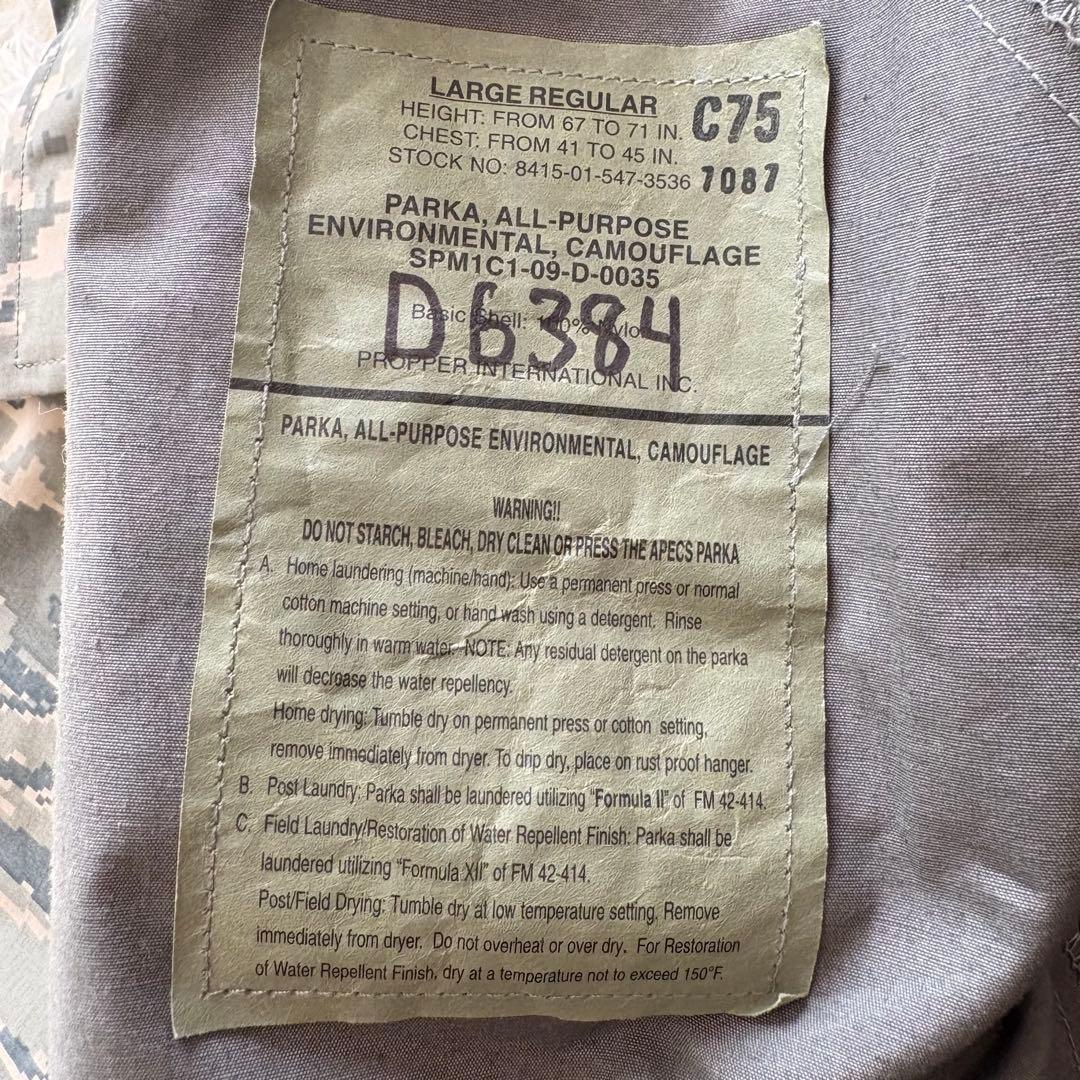 LARGE REGULAR C75
HEIGHT: FROM 67 TO 71 IN.
CHEST: FROM 41 TO 45 IN.
STOCK NO: 8415-01-547-3536 7087
PARKA, ALL-PURPOSE
ENVIRONMENTAL, CAMOUFLAGE
SPM1C1-09-D-0035
D6384
Basic Shell: 100% Nylon
PROPPER INTERNATIONAL INC.
PARKA, ALL-PURPOSE ENVIRONMENTAL, CAMOUFLAGE
WARNING!!
DO NOT STARCH, BLEACH, DRY CLEAN OR PRESS THE APECS PARKA
A. Home laundering (machine/hand): Use a permanent press or normal
cotton machine setting, or hand wash using a detergent. Rinse
thoroughly in warm water. NOTE: Any residual detergent on the parka
will decrease the water repellency.
Home drying: Tumble dry on permanent press or cotton setting,
remove immediately from dryer. To drip dry, place on rust proof hanger.
B. Post Laundry: Parka shall be laundered utilizing "Formula II" of FM 42-414.
C. Field Laundry/Restoration of Water Repellent Finish: Parka shall be
laundered utilizing "Formula XII" of FM 42-414.
Post/Field Drying: Tumble dry at low temperature setting. Remove
immediately from dryer. Do not overheat or over dry. For Restoration
of Water Repellent Finish, dry at a temperature not to exceed 150°F.